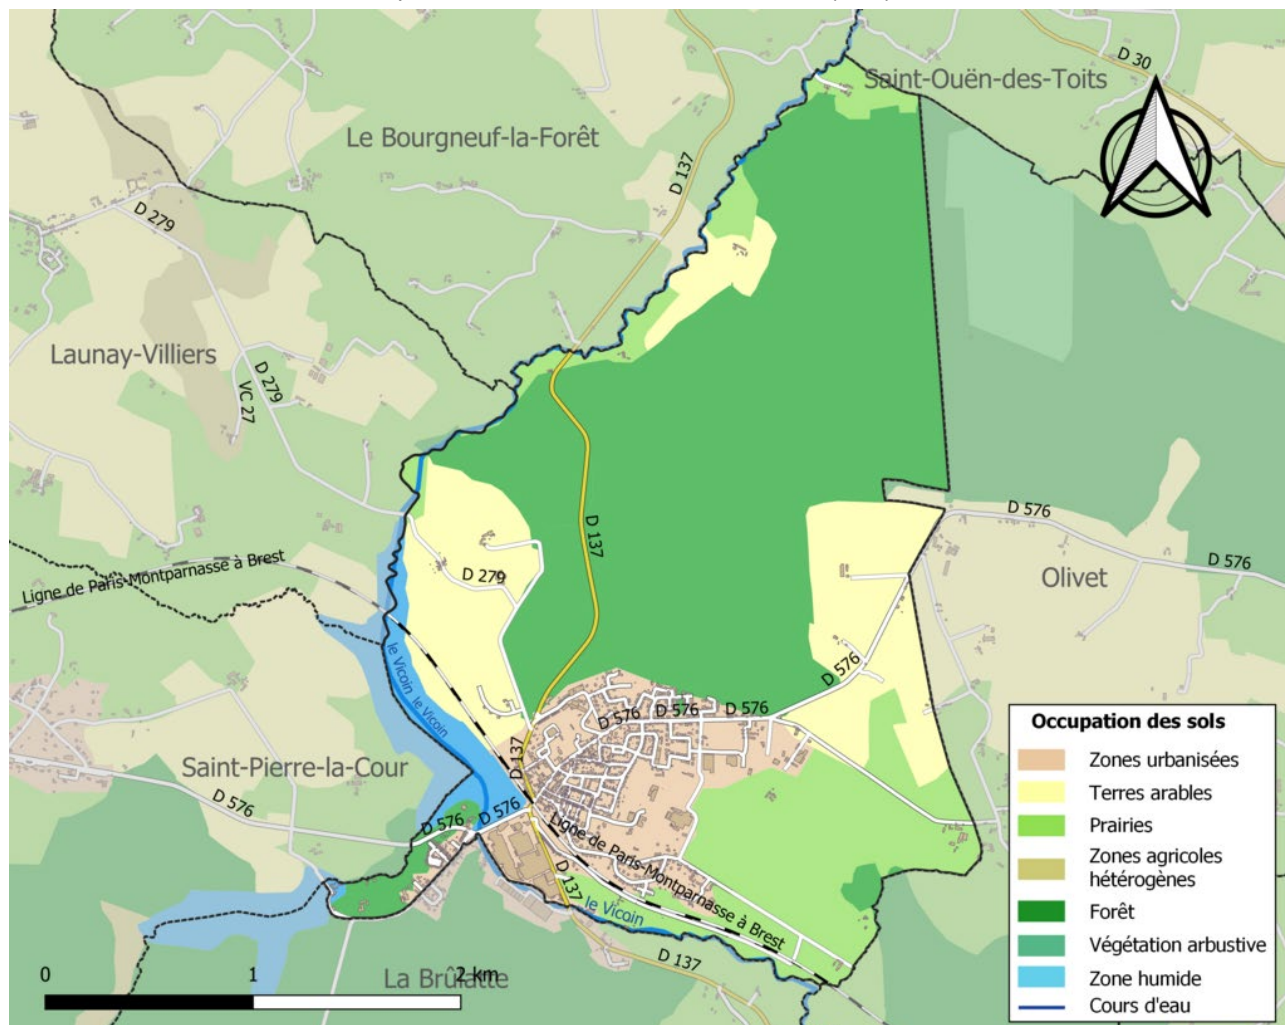 D 30
Saint-Ouën-des-Toits
Le Bourgneuf-la-Forêt
D 137
D 279
Launay-Villiers
D 279
VC 27
D 576
D 137
Olivet
D 576
Ligne de Paris-Montparnasse à Brest
D 279
le Vicoin
le Vicoin
D 576
D 576
D 576
D 576
D 137
Saint-Pierre-la-Cour
D 576
D 576
D 576
Ligne de Paris-Montparnasse à Brest
D 137
le Vicoin
D 137
La Brûlatte
0 1 2 km
Occupation des sols
Zones urbanisées
Terres arables
Prairies
Zones agricoles
hétérogènes
Forêt
Végétation arbustive
Zone humide
Cours d'eau